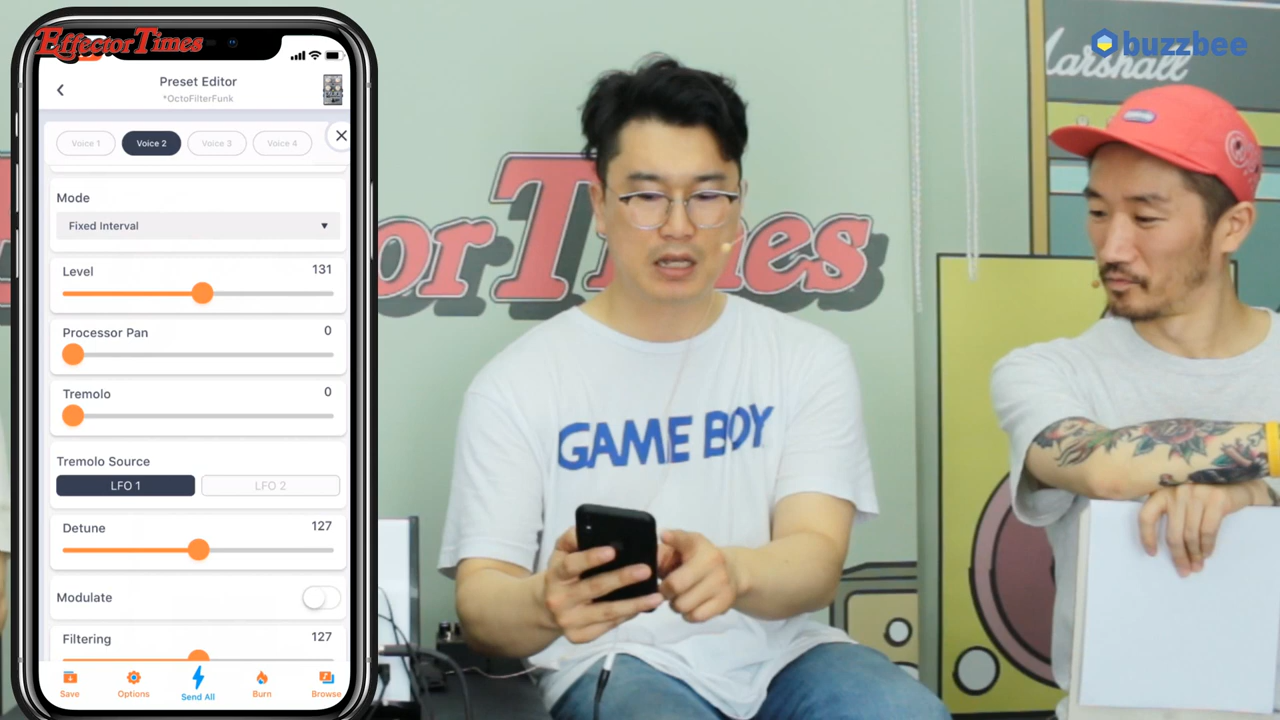 Effector Times
Preset Editor
*OctoFilterFunk
Voice 1
Voice 2
Voice 3
Voice 4
Mode
Fixed Interval
Level
131
Processor Pan
0
Tremolo
0
Tremolo Source
LFO 1
LFO 2
Detune
127
Modulate
Filtering
127
Save
Options
Send All
Burn
Browse
or Times
GAME BOY
Marshall
buzzbee